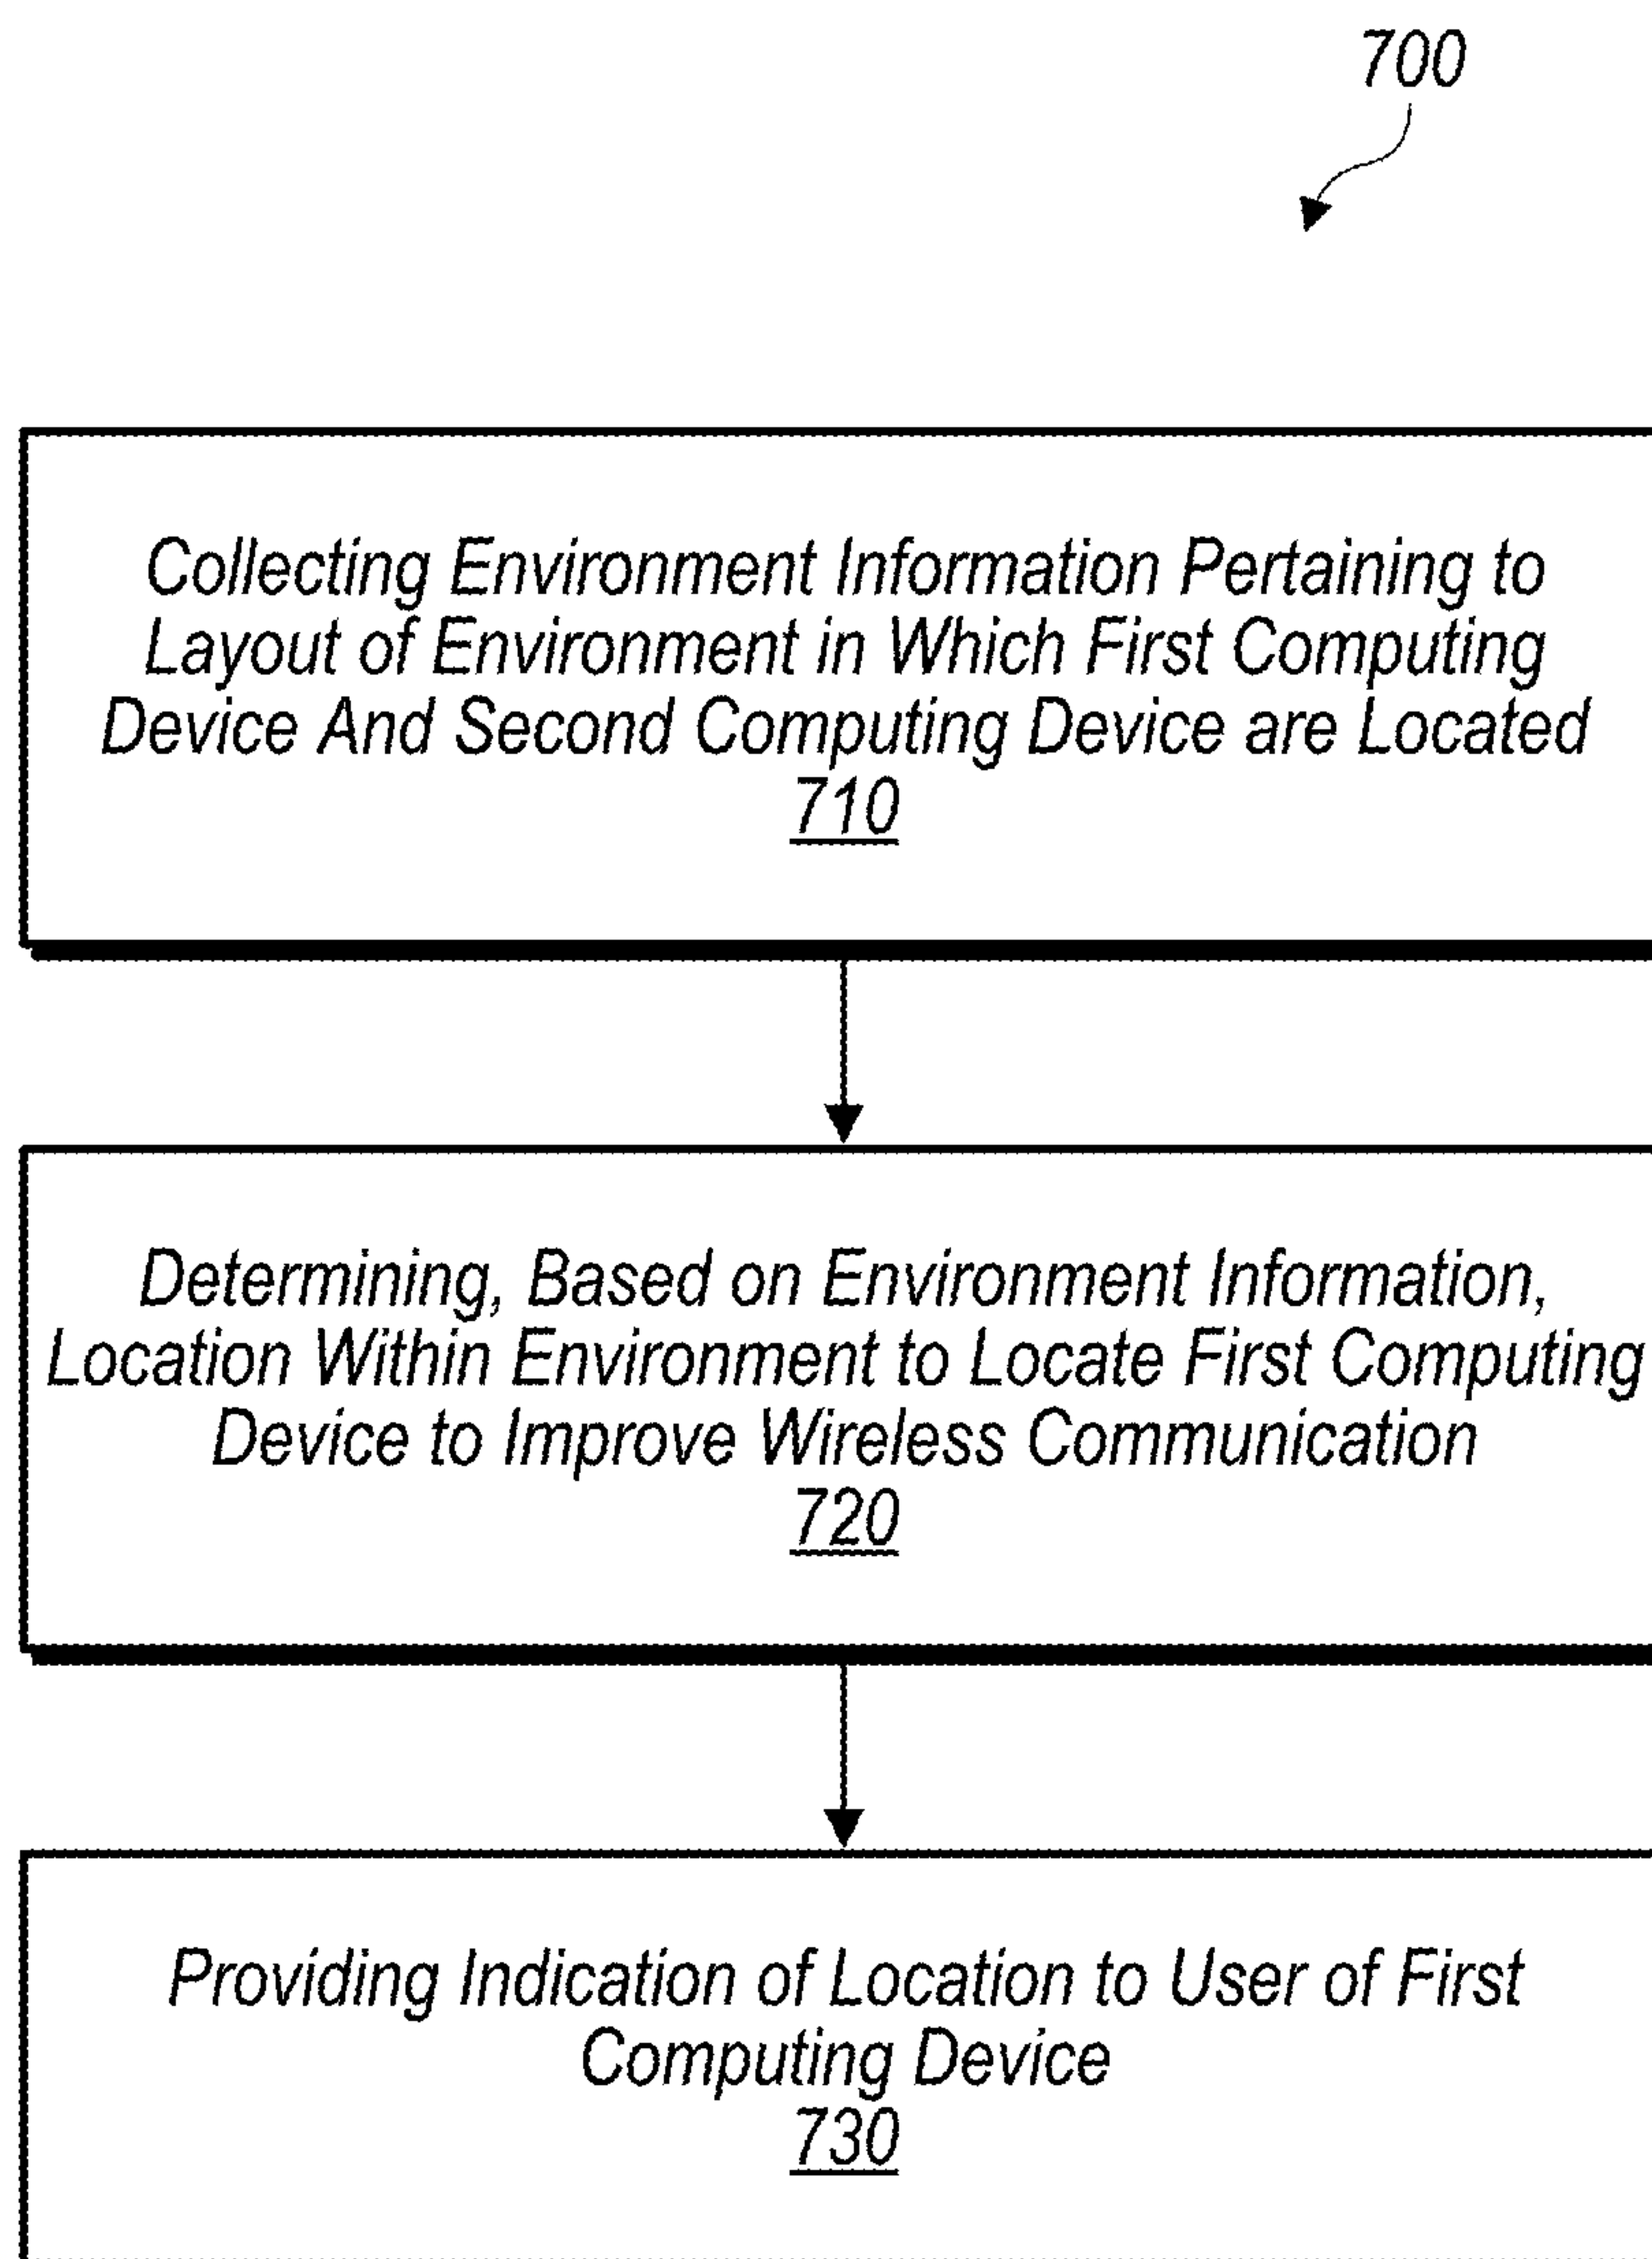 700
Collecting Environment Information Pertaining to
Layout of Environment in Which First Computing
Device And Second Computing Device are Located
710
Determining, Based on Environment Information,
Location Within Environment to Locate First Computing
Device to Improve Wireless Communication
720
Providing Indication of Location to User of First
Computing Device
730